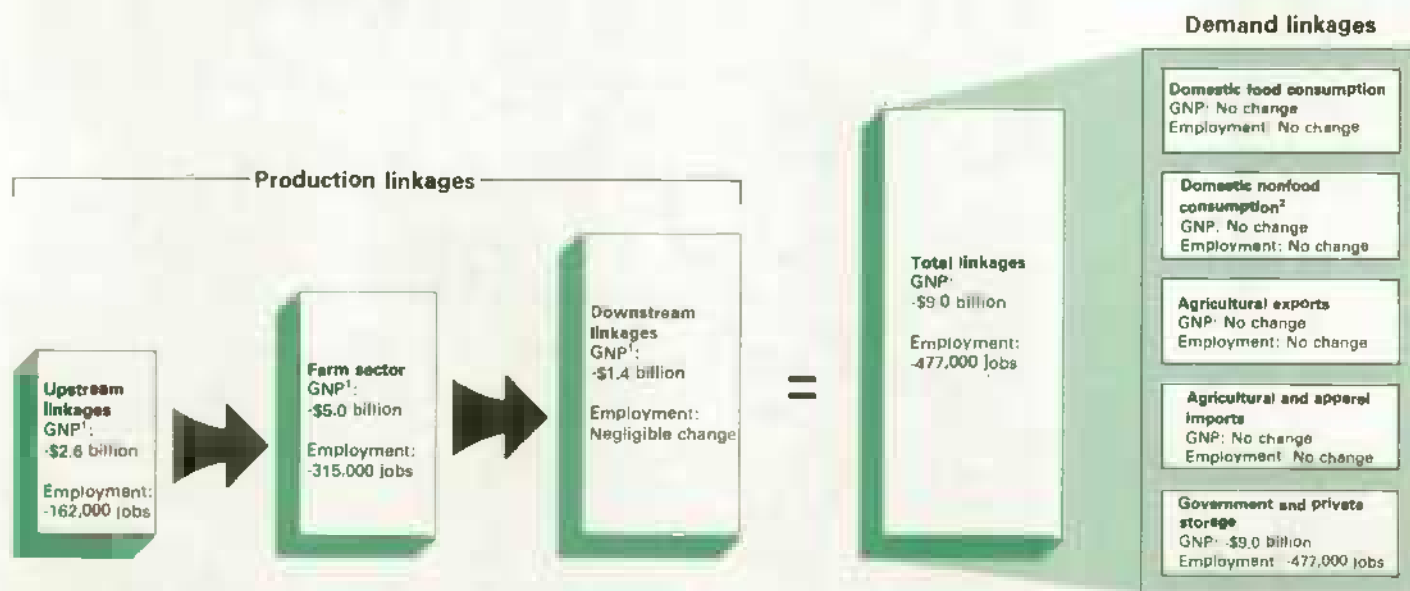 Demand linkages
Production linkages
Upstream
linkages
GNP¹:
-$2.6 billion
Employment:
-162,000 jobs
Farm sector
GNP¹:
-$5.0 billion
Employment:
-315,000 jobs
Downstream
linkages
GNP¹:
-$1.4 billion
Employment:
Negligible change
=
Total linkages
GNP:
-$9.0 billion
Employment:
-477,000 jobs
Domestic food consumption
GNP: No change
Employment: No change
Domestic nonfood
consumption²
GNP: No change
Employment: No change
Agricultural exports
GNP: No change
Employment: No change
Agricultural and apparel
imports
GNP: No change
Employment: No change
Government and private
storage
GNP: -$9.0 billion
Employment: -477,000 jobs